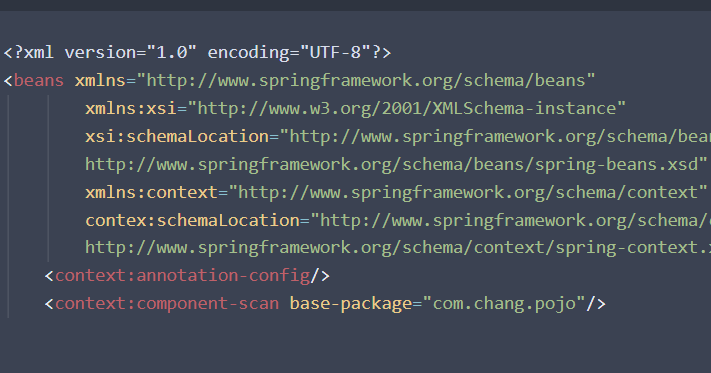 <?xml version="1.0" encoding="UTF-8"?>
<beans xmlns="http://www.springframework.org/schema/beans"
xmlns:xsi="http://www.w3.org/2001/XMLSchema-instance"
xsi:schemaLocation="http://www.springframework.org/schema/bean
http://www.springframework.org/schema/beans/spring-beans.xsd"
xmlns:context="http://www.springframework.org/schema/context"
contex:schemaLocation="http://www.springframework.org/schema/
http://www.springframework.org/schema/context/spring-context.
<context:annotation-config/>
<context:component-scan base-package="com.chang.pojo"/>